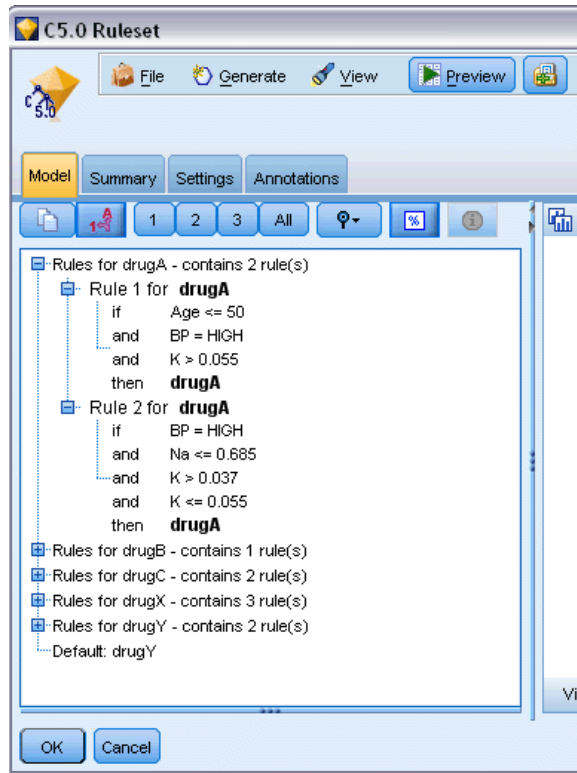 C5.0 Ruleset
File Generate View Preview
C 5.0
Model Summary Settings Annotations
1 2 3 All %
Rules for drugA - contains 2 rule(s)
Rule 1 for drugA
if Age <= 50
and BP = HIGH
and K > 0.055
then drugA
Rule 2 for drugA
if BP = HIGH
and Na <= 0.685
and K > 0.037
and K <= 0.055
then drugA
Rules for drugB - contains 1 rule(s)
Rules for drugC - contains 2 rule(s)
Rules for drugX - contains 3 rule(s)
Rules for drugY - contains 2 rule(s)
Default: drugY
Vi
OK Cancel